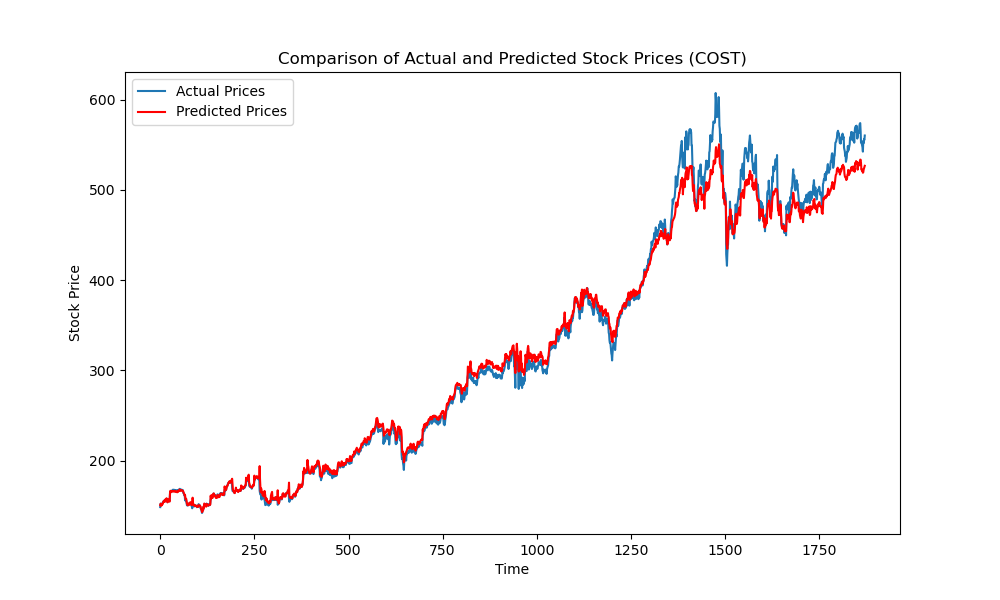 Comparison of Actual and Predicted Stock Prices (COST)
Actual Prices
Predicted Prices
Stock Price
600
500
400
300
200
0 250 500 750 1000 1250 1500 1750
Time